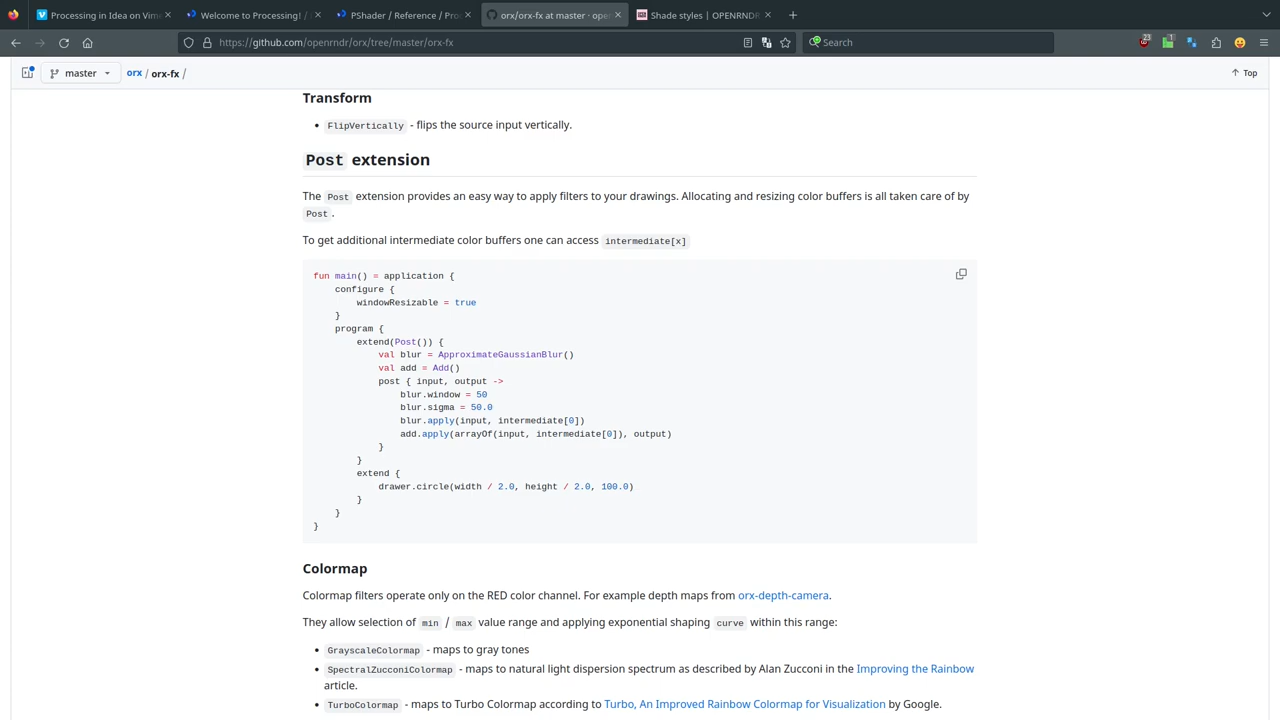 Processing in Idea on Vim
Welcome to Processing! /
PShader / Reference / Pro
orx/orx-fx at master · open
Shade styles | OPENRNDR
https://github.com/openrndr/orx/tree/master/orx-fx
Search
23
1
master
orx / orx-fx /
Top
Transform
• FlipVertically - flips the source input vertically.
Post extension
The Post extension provides an easy way to apply filters to your drawings. Allocating and resizing color buffers is all taken care of by
Post.
To get additional intermediate color buffers one can access intermediate[x]
fun main() = application {
    configure {
        windowResizable = true
    }
    program {
        extend(Post()) {
            val blur = ApproximateGaussianBlur()
            val add = Add()
            post { input, output ->
                blur.window = 50
                blur.sigma = 50.0
                blur.apply(input, intermediate[0])
                add.apply(arrayOf(input, intermediate[0]), output)
            }
        }
        extend {
            drawer.circle(width / 2.0, height / 2.0, 100.0)
        }
    }
}
Colormap
Colormap filters operate only on the RED color channel. For example depth maps from orx-depth-camera.
They allow selection of min / max value range and applying exponential shaping curve within this range:
• GrayscaleColormap - maps to gray tones
• SpectralZucconiColormap - maps to natural light dispersion spectrum as described by Alan Zucconi in the Improving the Rainbow
article.
• TurboColormap - maps to Turbo Colormap according to Turbo, An Improved Rainbow Colormap for Visualization by Google.